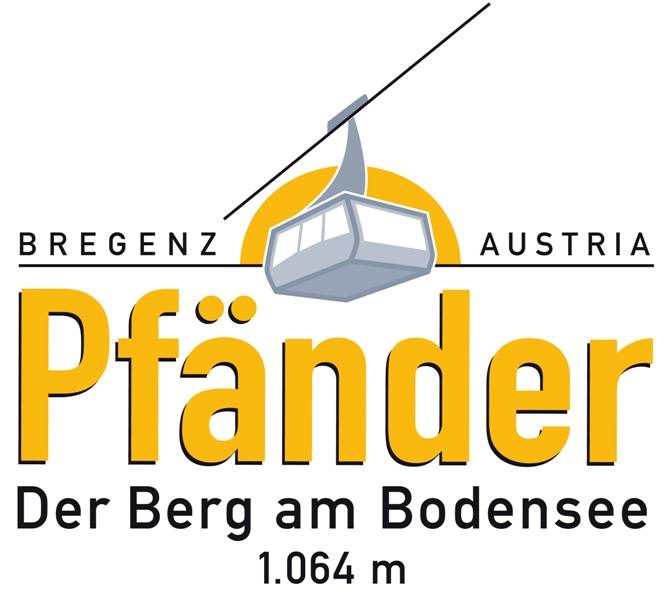 BREGENZ AUSTRIA
Pfänder
Der Berg am Bodensee
1.064 m